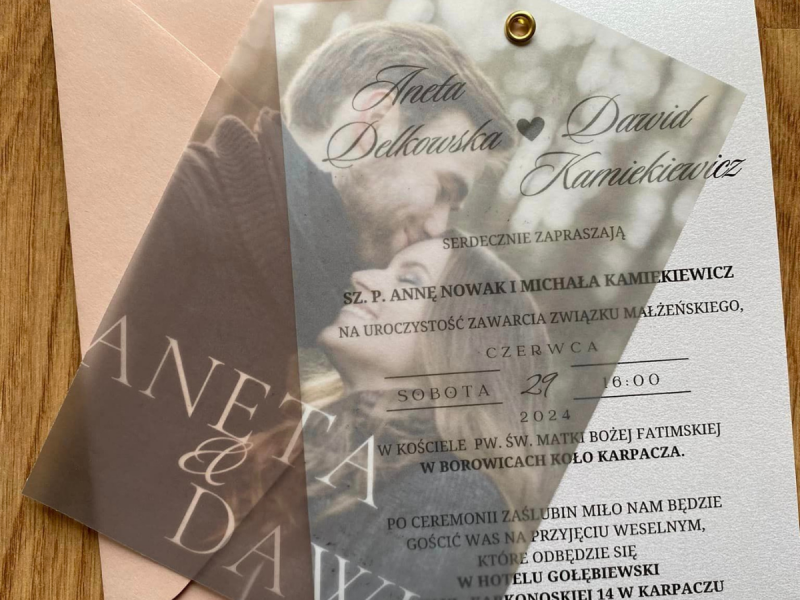 Aneta
Delkowska
Dawid
Kamiekiewicz
SERDECZNIE ZAPRASZAJĄ
SZ. P. ANNĘ NOWAK I MICHAŁA KAMIEKIEWICZ
NA UROCZYSTOŚĆ ZAWARCIA ZWIĄZKU MAŁŻEŃSKIEGO,
CZERWCA
SOBOTA 29 16:00
2024
W KOŚCIELE PW. ŚW. MATKI BOŻEJ FATIMSKIEJ
W BOROWICACH KOŁO KARPACZA.
PO CEREMONII ZAŚLUBIN MIŁO NAM BĘDZIE
GOŚCIĆ WAS NA PRZYJĘCIU WESELNYM,
KTÓRE ODBĘDZIE SIĘ
W HOTELU GOŁĘBIEWSKI
14 W KARPACZU
ANETA
&
DAWI